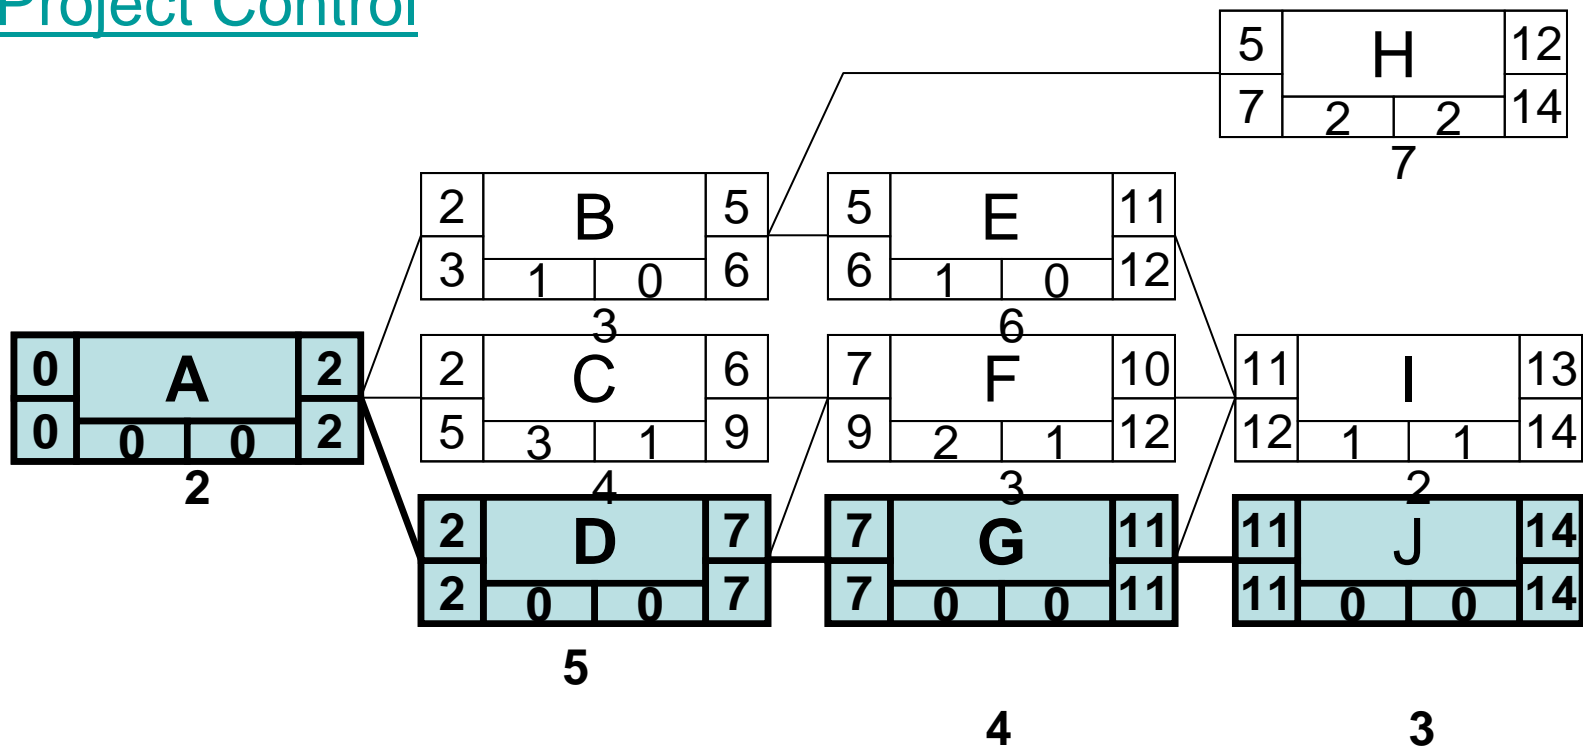 Project Control
5 H 12
7 2 2 14
7
2 B 5
3 1 0 6
3
5 E 11
6 1 0 12
6
0 A 2
0 0 0 2
2
2 C 6
5 3 1 9
4
7 F 10
9 2 1 12
3
11 I 13
12 1 1 14
2
2 D 7
2 0 0 7
5
7 G 11
7 0 0 11
4
11 J 14
11 0 0 14
3